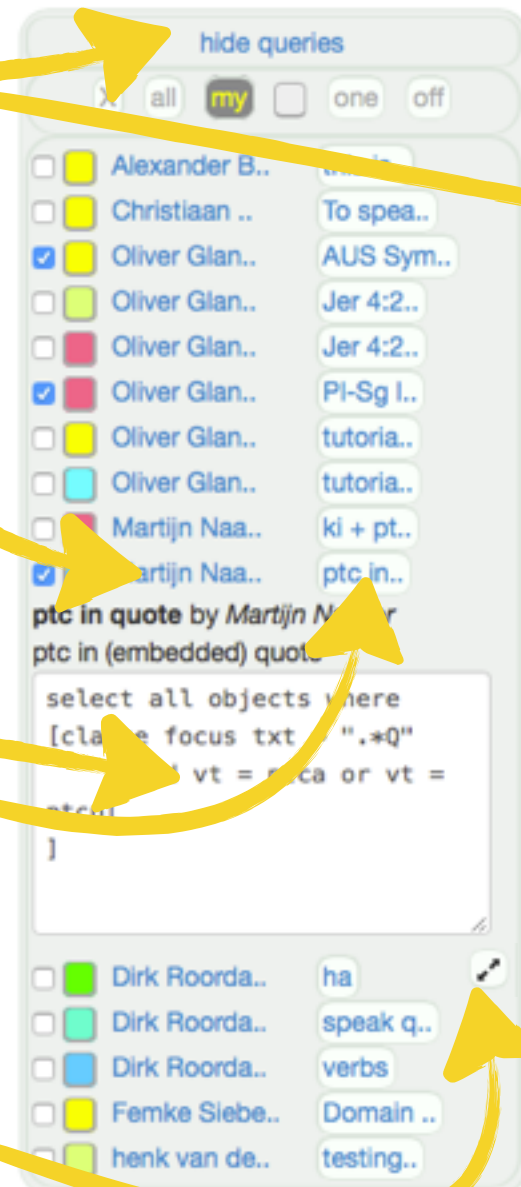 hide queries
X all my one off
Alexander B..
Christiaan .. To spea..
Oliver Glan.. AUS Sym..
Oliver Glan.. Jer 4:2..
Oliver Glan.. Jer 4:2..
Oliver Glan.. PI-Sg I..
Oliver Glan.. tutoria..
Oliver Glan.. tutoria..
Martijn Naa.. ki + pt..
Martijn Naa.. ptc in..
ptc in quote by Martijn
ptc in (embedded) quote
select all objects where
focus txt ".*Q"
vt = or vt =
]
Dirk Roorda.. ha
Dirk Roorda.. speak q..
Dirk Roorda.. verbs
Femke Siebe.. Domain ..
henk van de.. testing..